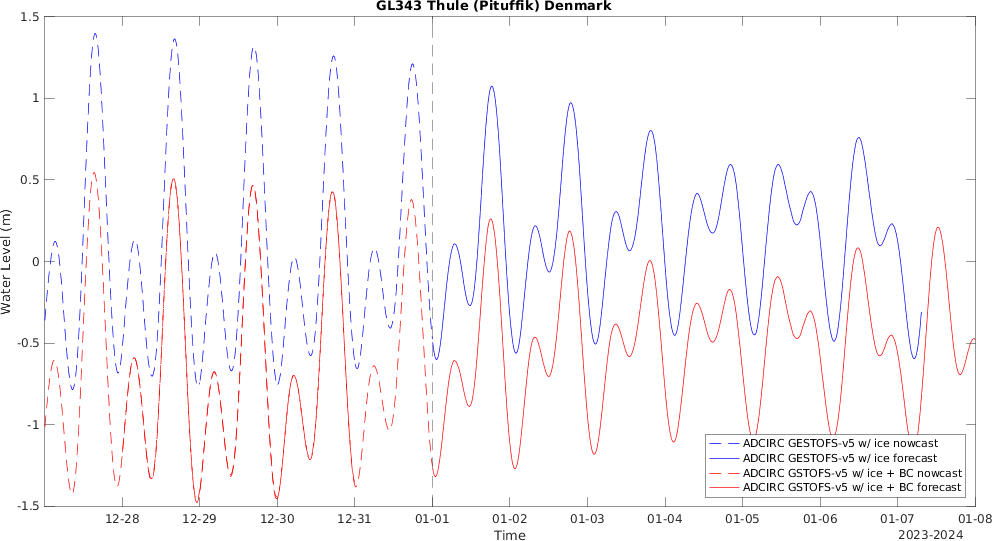 GL343 Thule (Pituffik) Denmark
Water Level (m)
1.5
1
0.5
0
-0.5
-1
-1.5
12-28
12-29
12-30
12-31
01-01
01-02
01-03
01-04
01-05
01-06
01-07
01-08
Time
2023-2024
ADCIRC GESTOFS-v5 w/ ice nowcast
ADCIRC GESTOFS-v5 w/ ice forecast
ADCIRC GSTOFS-v5 w/ ice + BC nowcast
ADCIRC GSTOFS-v5 w/ ice + BC forecast